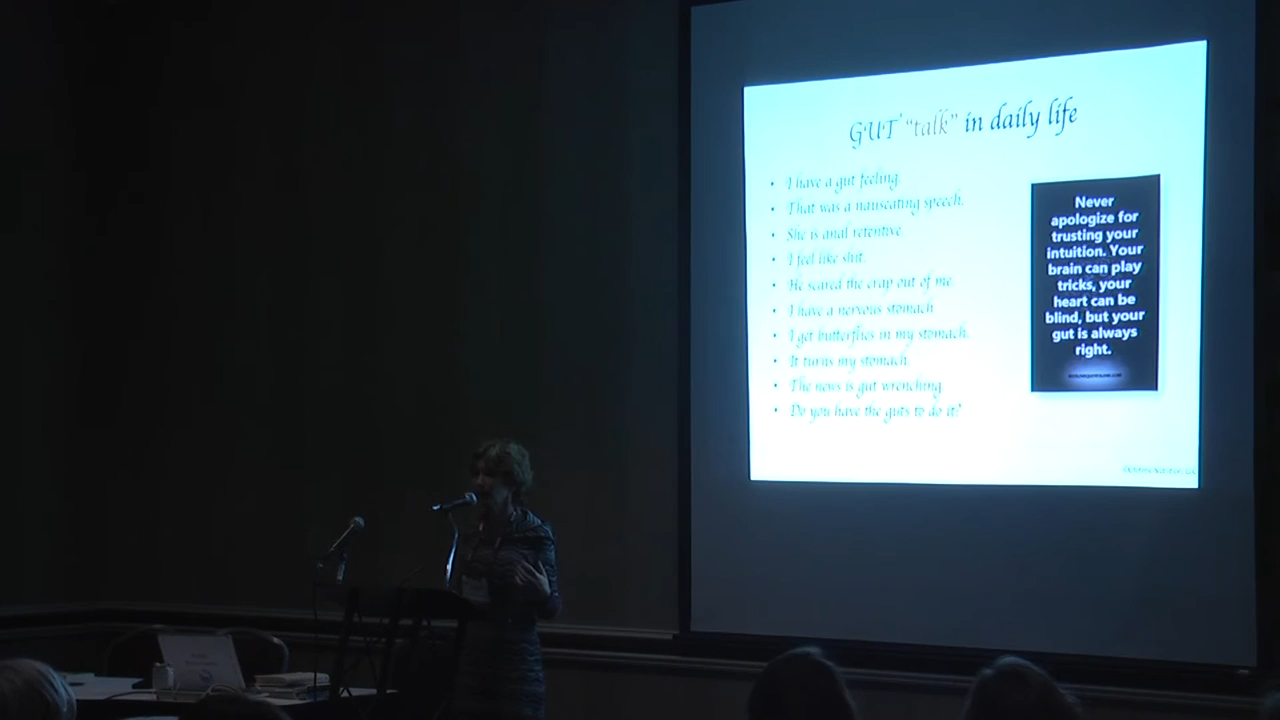 GUT "talk" in daily life
• I have a gut feeling.
• That was a nauseating speech.
• She is anal retentive.
• I feel like shit.
• He scared the crap out of me.
• I have a nervous stomach
• I get butterflies in my stomach.
• It turns my stomach.
• The news is gut wrenching.
• Do you have the guts to do it?
Never
apologize for
trusting your
intuition. Your
brain can play
tricks, your
heart can be
blind, but your
gut is always
right.